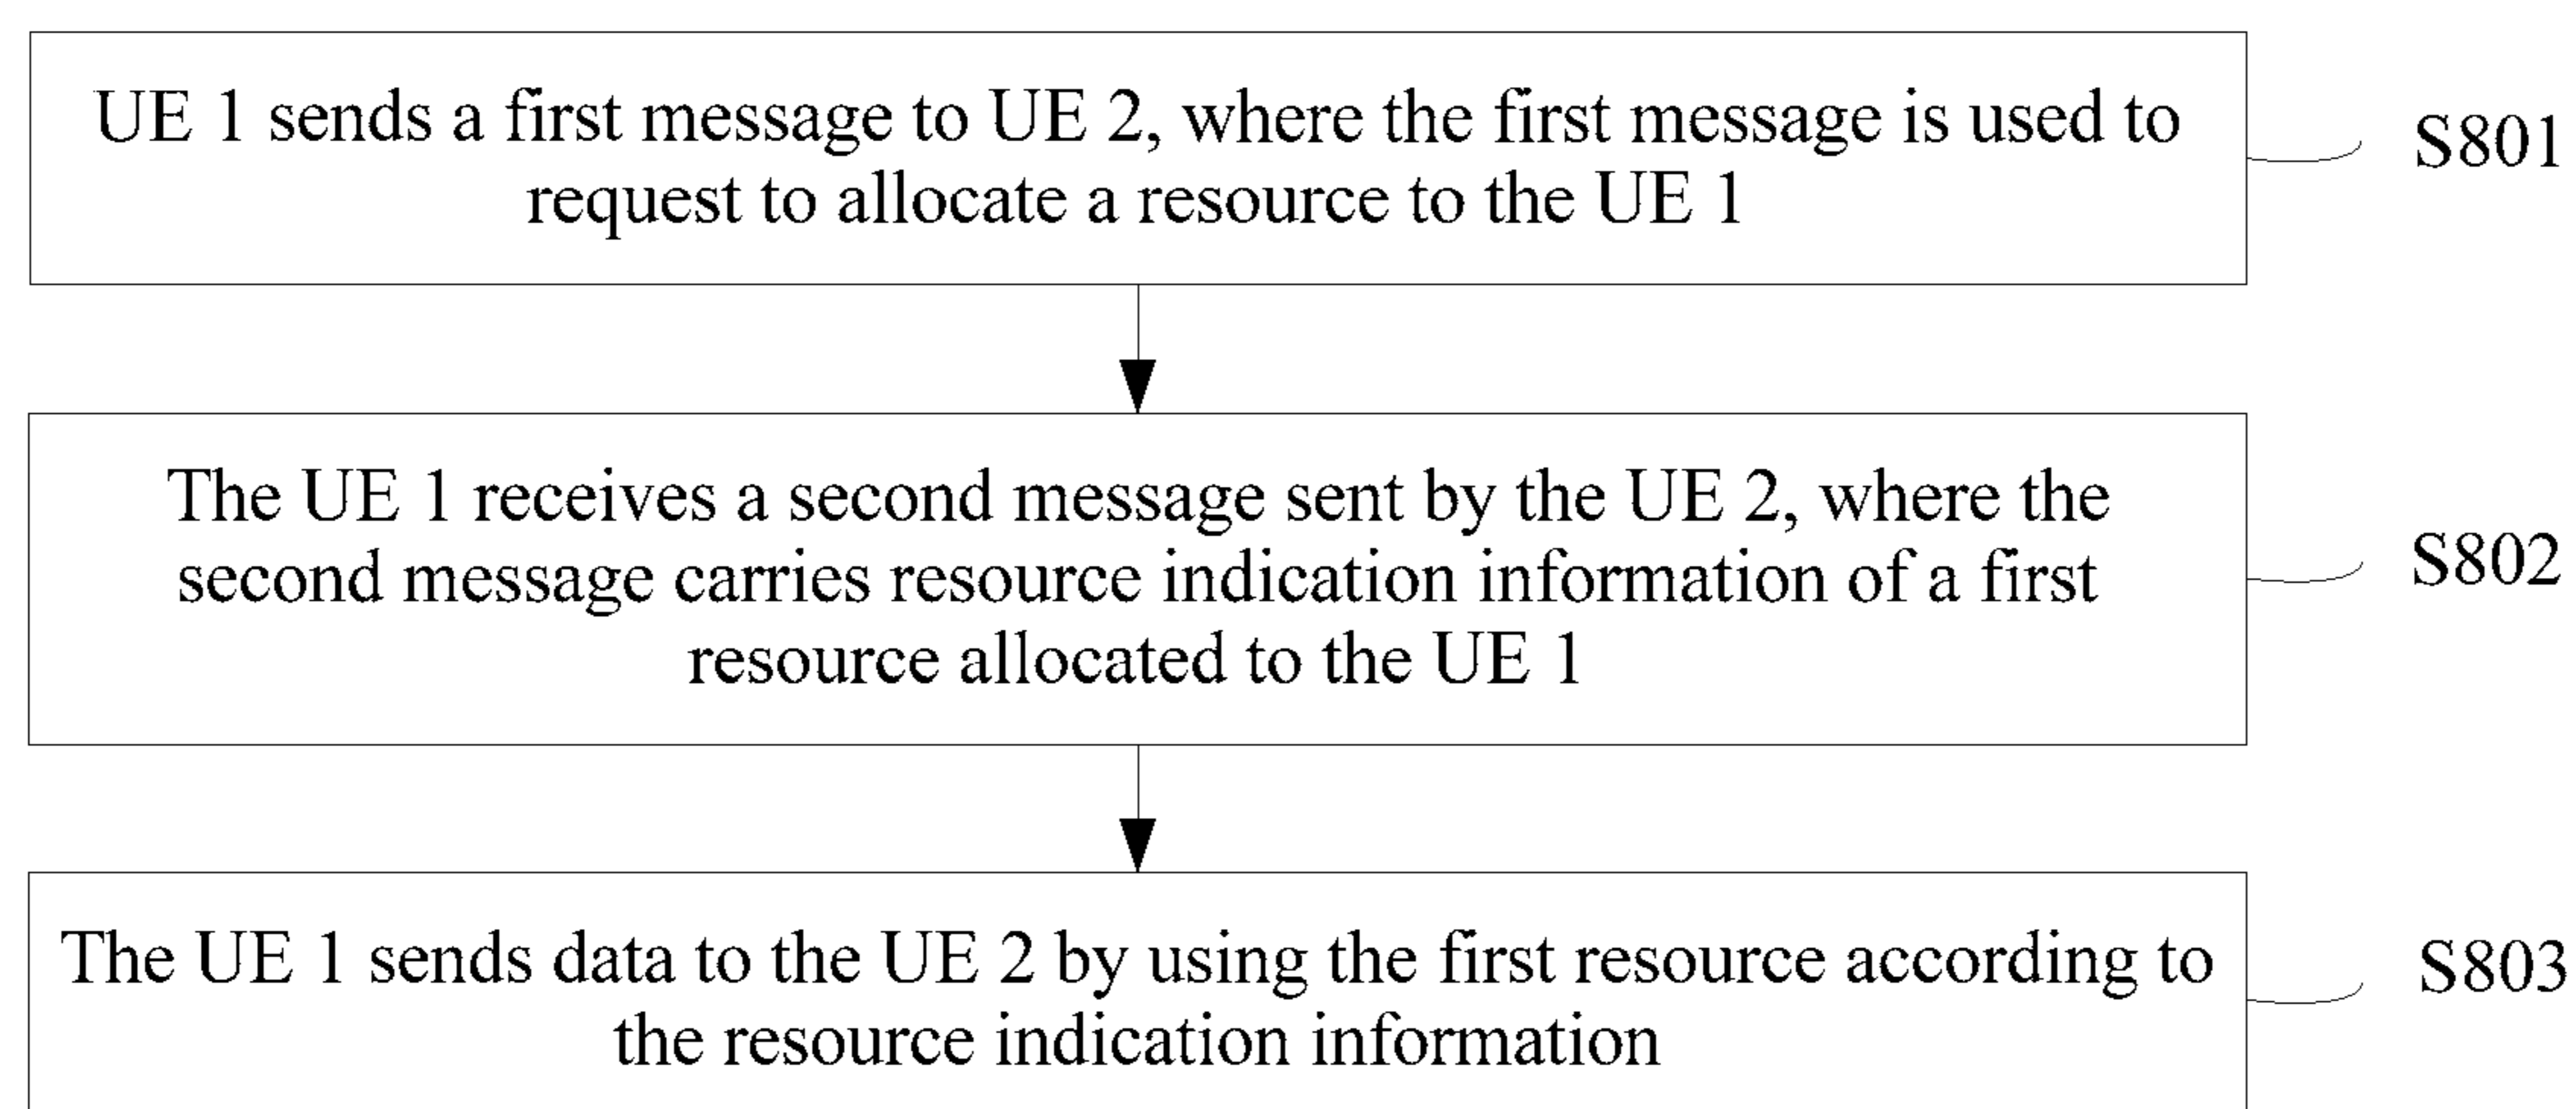 UE 1 sends a first message to UE 2, where the first message is used to
request to allocate a resource to the UE 1
S801
The UE 1 receives a second message sent by the UE 2, where the
second message carries resource indication information of a first
resource allocated to the UE 1
S802
The UE 1 sends data to the UE 2 by using the first resource according to
the resource indication information
S803